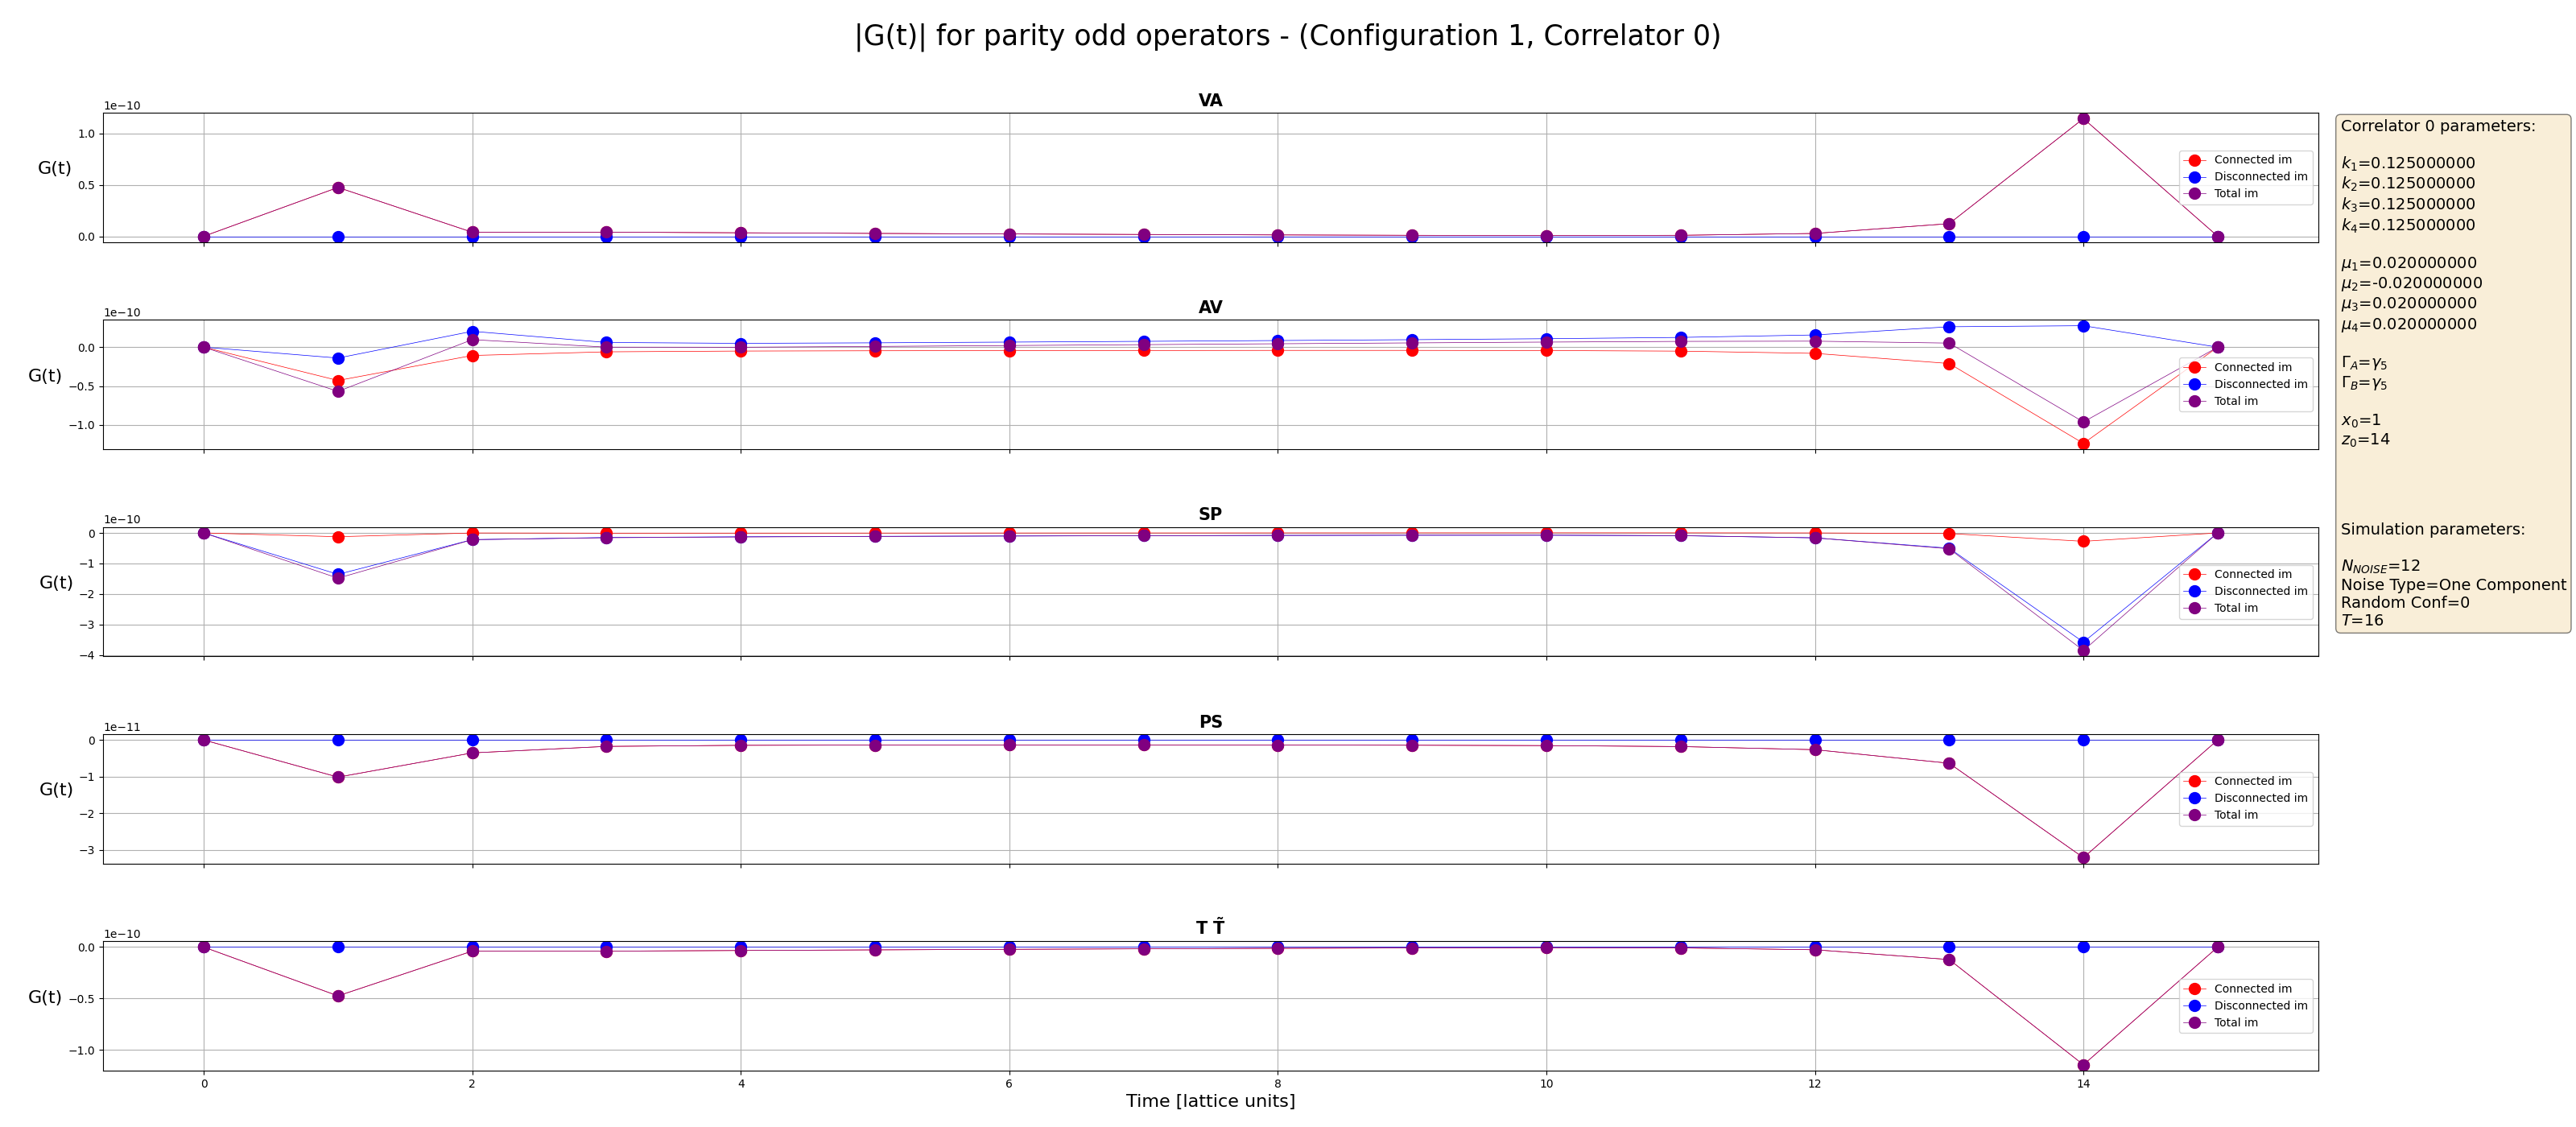 |G(t)| for parity odd operators - (Configuration 1, Correlator 0)
VA
1e−10
1.0
0.5
0.0
G(t)
Connected im
Disconnected im
Total im
AV
1e−10
0.0
−0.5
−1.0
G(t)
Connected im
Disconnected im
Total im
SP
1e−10
0
−1
−2
−3
−4
G(t)
Connected im
Disconnected im
Total im
PS
1e−11
0
−1
−2
−3
G(t)
Connected im
Disconnected im
Total im
T T̃
1e−10
0.0
−0.5
−1.0
G(t)
Connected im
Disconnected im
Total im
0 2 4 6 8 10 12 14
Time [lattice units]
Correlator 0 parameters:
k₁=0.125000000
k₂=0.125000000
k₃=0.125000000
k₄=0.125000000
μ₁=0.020000000
μ₂=-0.020000000
μ₃=0.020000000
μ₄=0.020000000
Γ_A=γ₅
Γ_B=γ₅
x₀=1
z₀=14
Simulation parameters:
N_NOISE=12
Noise Type=One Component
Random Conf=0
T=16